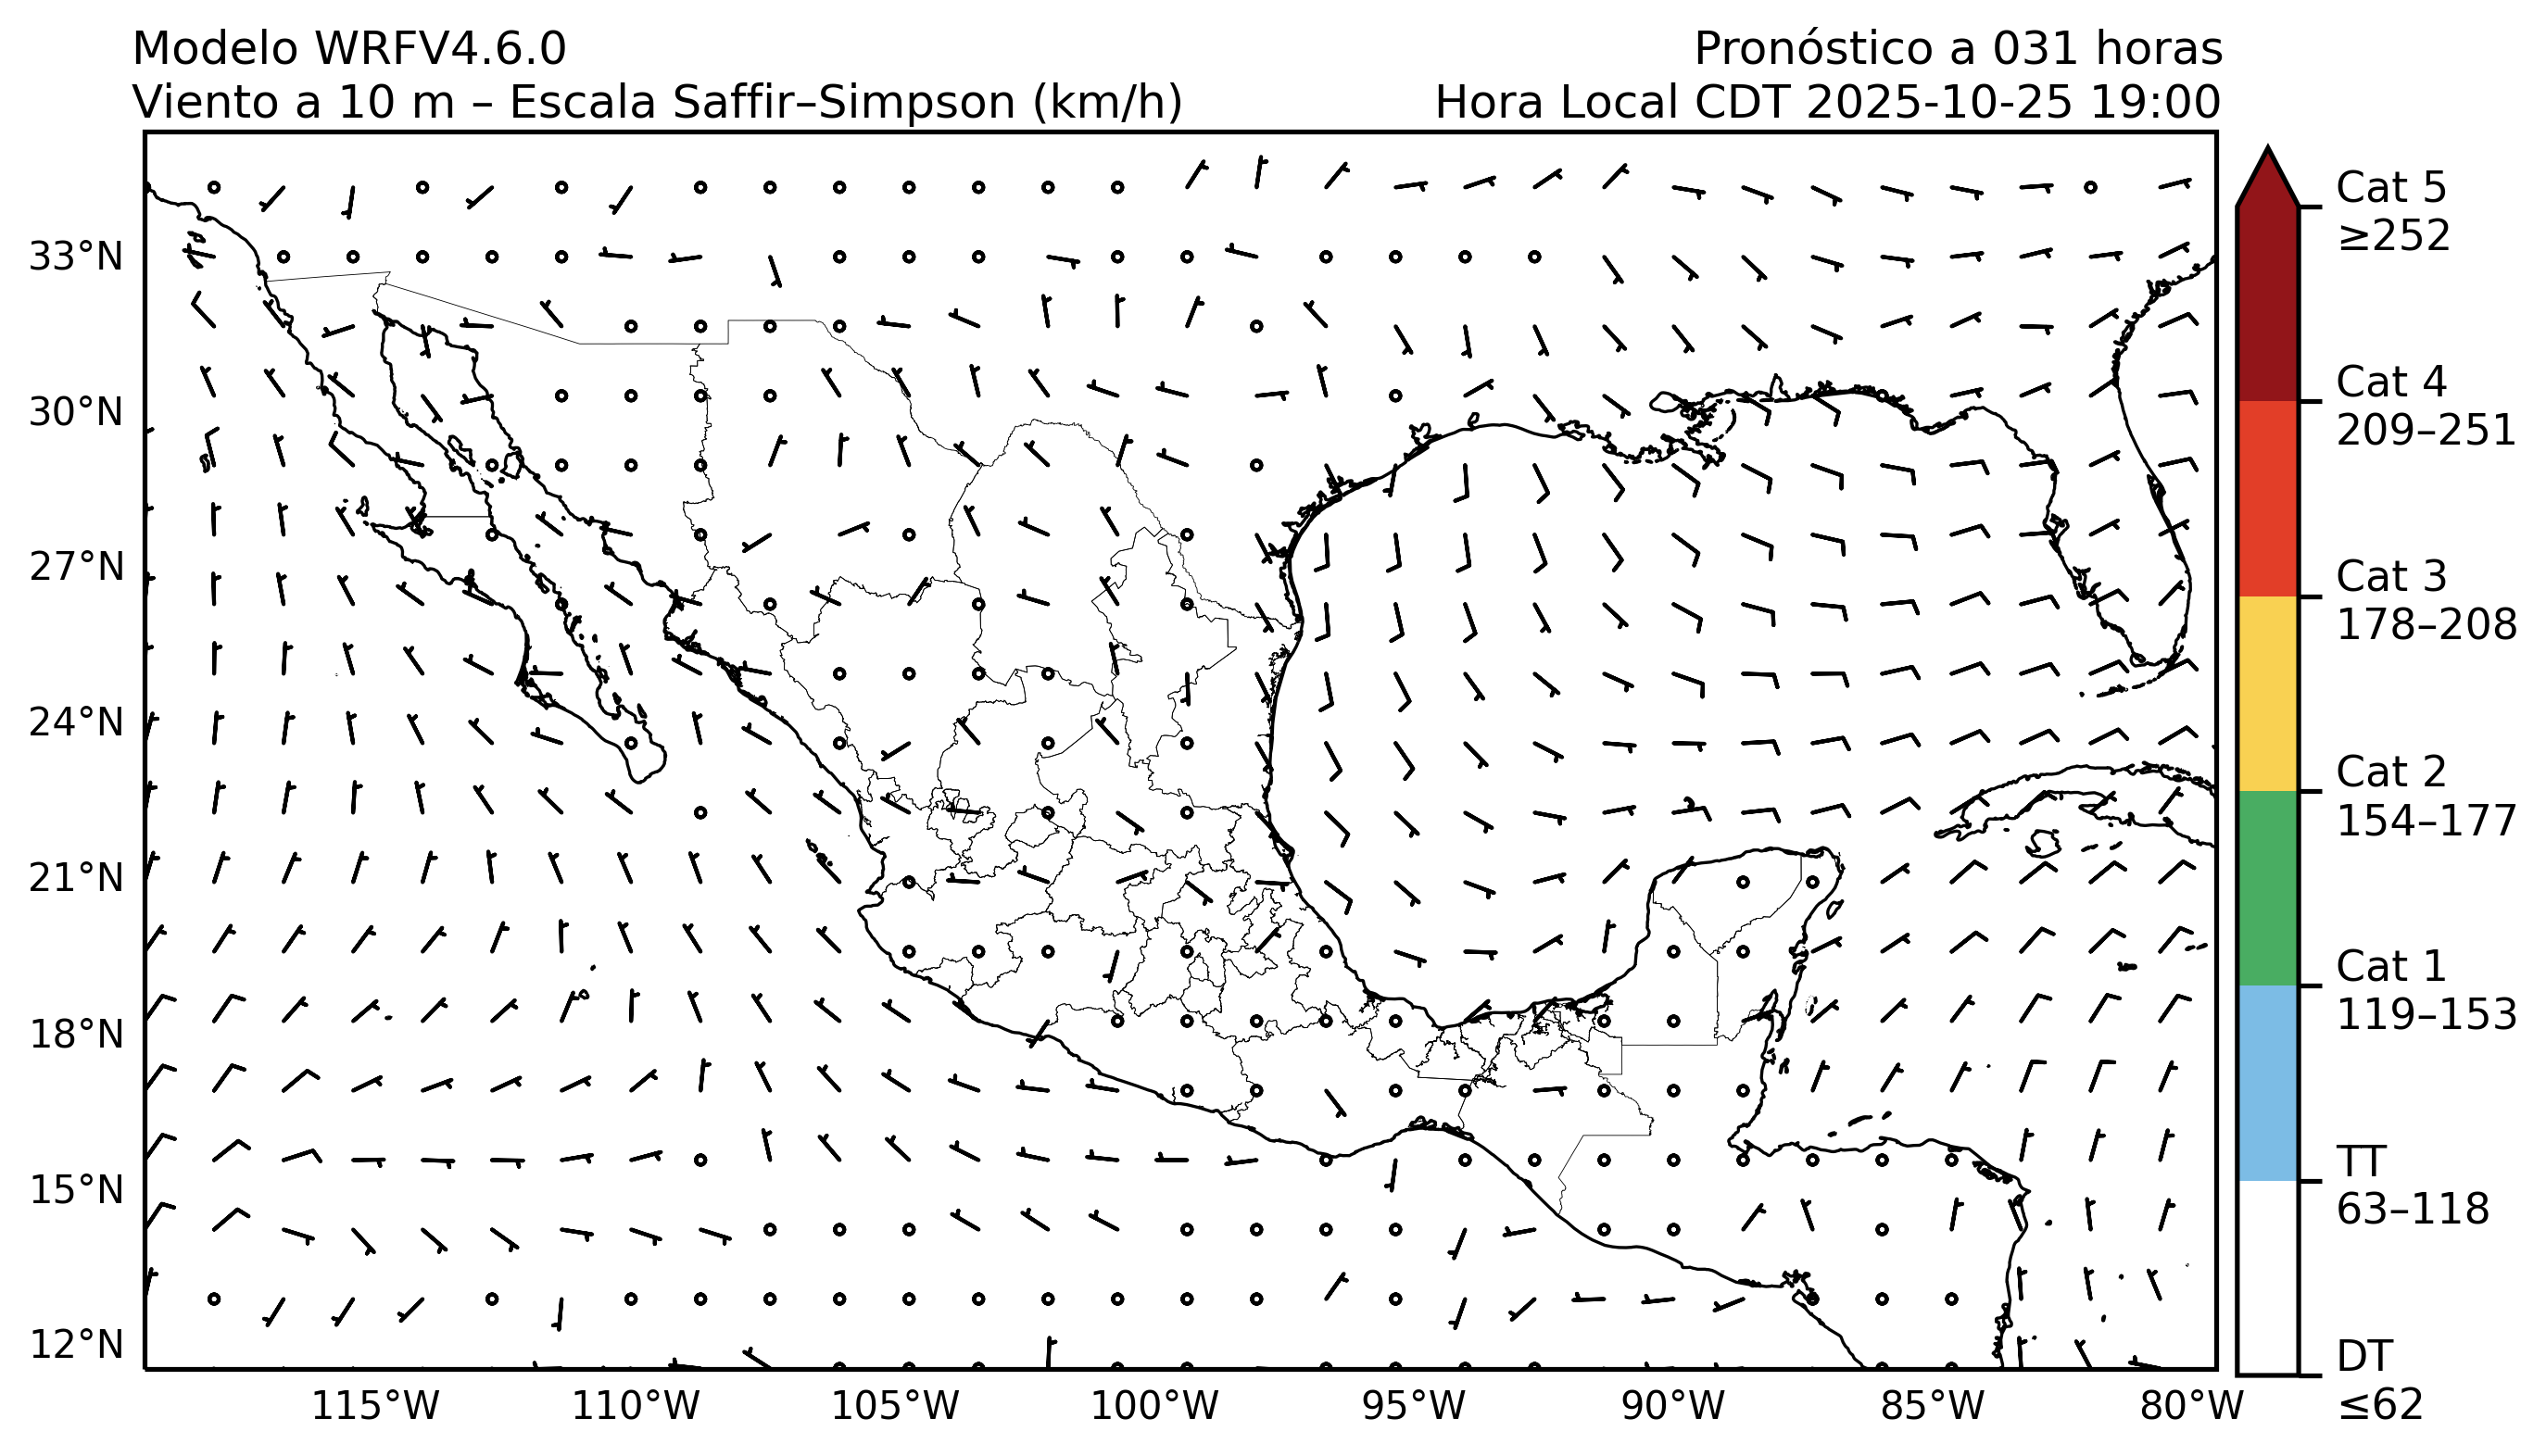 Modelo WRFV4.6.0
Pronóstico a 031 horas
Viento a 10 m – Escala Saffir–Simpson (km/h)
Hora Local CDT 2025-10-25 19:00
33°N
30°N
27°N
24°N
21°N
18°N
15°N
12°N
115°W
110°W
105°W
100°W
95°W
90°W
85°W
80°W
Cat 5
≥252
Cat 4
209–251
Cat 3
178–208
Cat 2
154–177
Cat 1
119–153
TT
63–118
DT
≤62